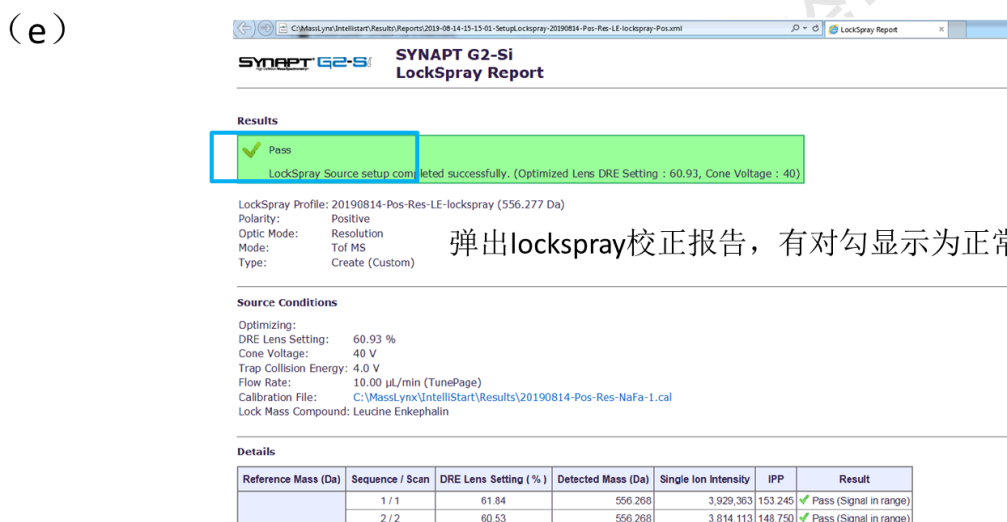 (e)
C:\MassLynx\Intellistart\Results\Reports\2019-08-14-15-15-01-SetupLockspray-20190814-Pos-Res-LE-lockspray-Pos.xml
LockSpray Report
SYNAPT G2-Si
SYNAPT G2-Si
LockSpray Report
Results
Pass
LockSpray Source setup completed successfully. (Optimized Lens DRE Setting : 60.93, Cone Voltage : 40)
LockSpray Profile: 20190814-Pos-Res-LE-lockspray (556.277 Da)
Polarity: Positive
Optic Mode: Resolution
Mode: Tof MS
Type: Create (Custom)
弹出lockspray校正报告，有对勾显示为正常
Source Conditions
Optimizing:
DRE Lens Setting: 60.93 %
Cone Voltage: 40 V
Trap Collision Energy: 4.0 V
Flow Rate: 10.00 µL/min (TunePage)
Calibration File: C:\MassLynx\IntelliStart\Results\20190814-Pos-Res-NaFa-1.cal
Lock Mass Compound: Leucine Enkephalin
Details
Reference Mass (Da) Sequence / Scan DRE Lens Setting ( % ) Detected Mass (Da) Single Ion Intensity IPP Result
1 / 1 61.84 556.268 3,929,363 153.245 Pass (Signal in range)
2 / 2 60.53 556.268 3,814,113 148.750 Pass (Signal in range)